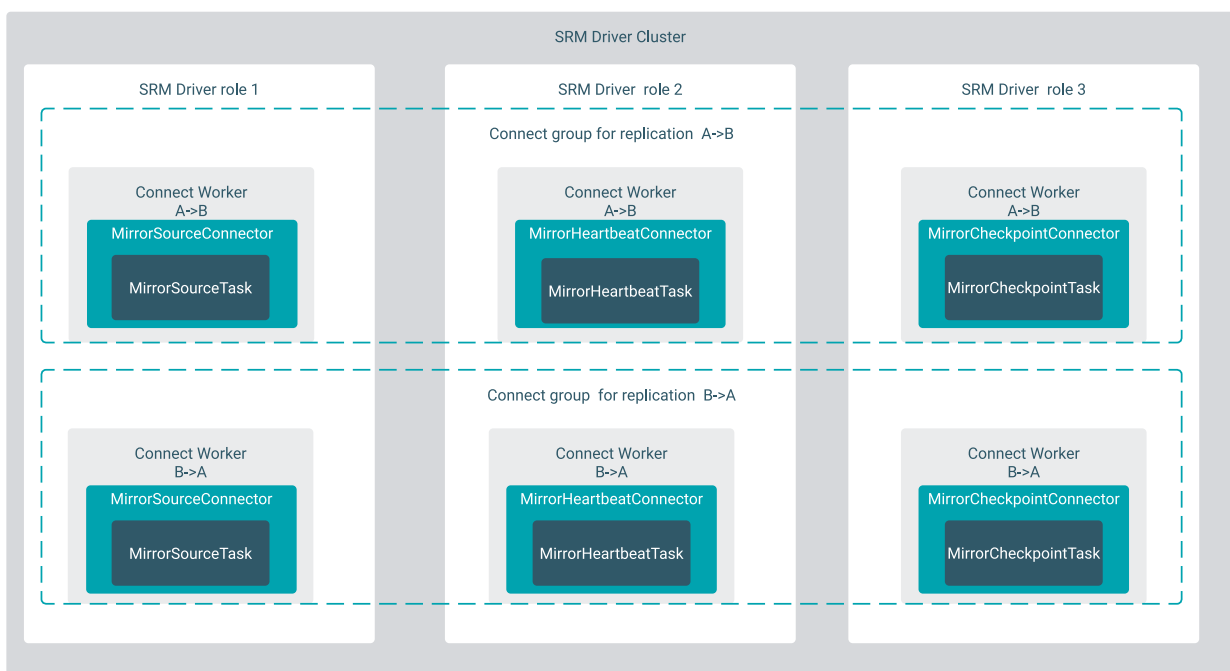 SRM Driver Cluster
SRM Driver role 1
SRM Driver role 2
SRM Driver role 3
Connect group for replication A->B
Connect Worker
A->B
MirrorSourceConnector
MirrorSourceTask
Connect Worker
A->B
MirrorHeartbeatConnector
MirrorHeartbeatTask
Connect Worker
A->B
MirrorCheckpointConnector
MirrorCheckpointTask
Connect group for replication B->A
Connect Worker
B->A
MirrorSourceConnector
MirrorSourceTask
Connect Worker
B->A
MirrorHeartbeatConnector
MirrorHeartbeatTask
Connect Worker
B->A
MirrorCheckpointConnector
MirrorCheckpointTask